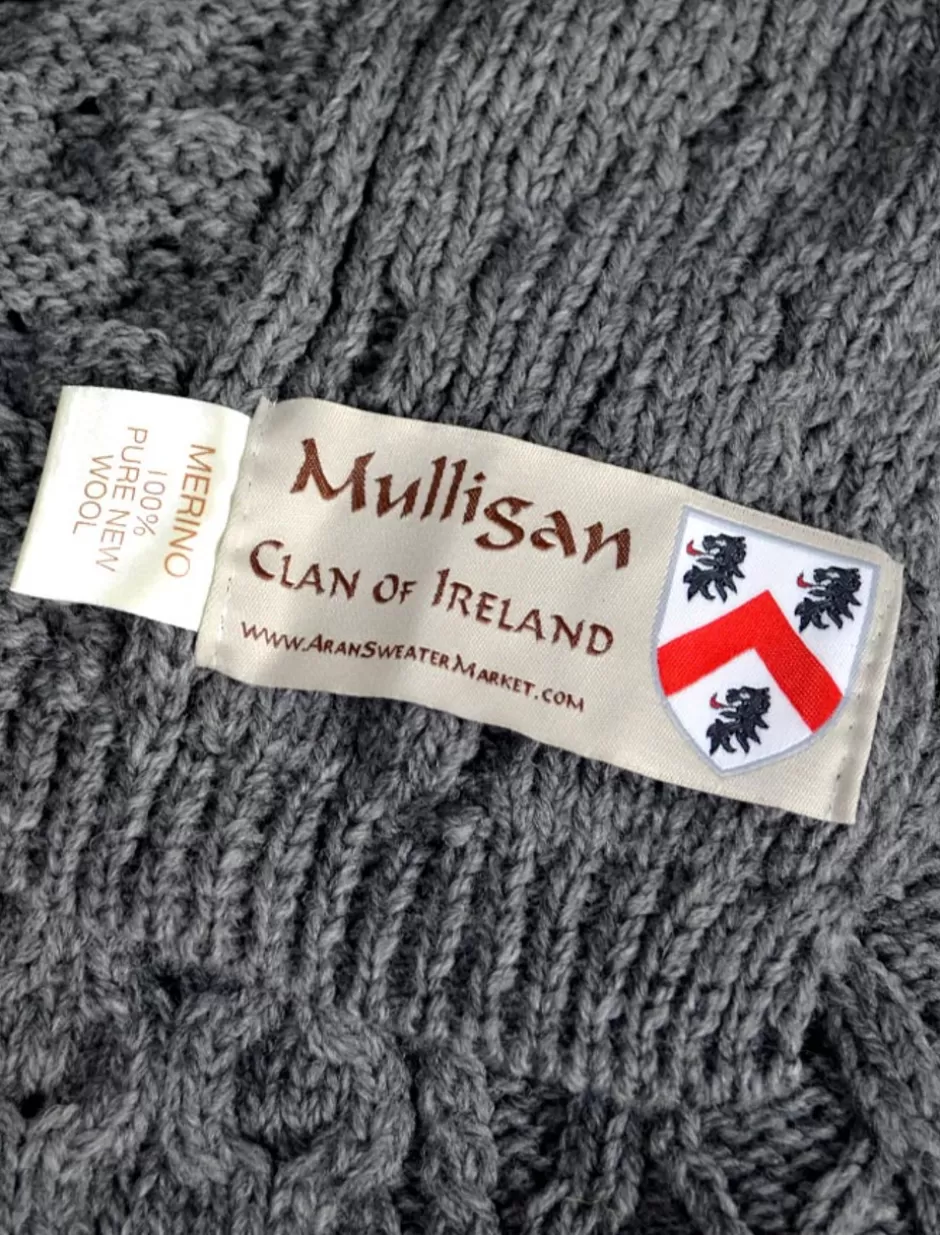 MERINO
100%
PURE NEW
WOOL
Mulligan
CLAN OF IRELAND
WWW.ARANSWEATERMARKET.COM